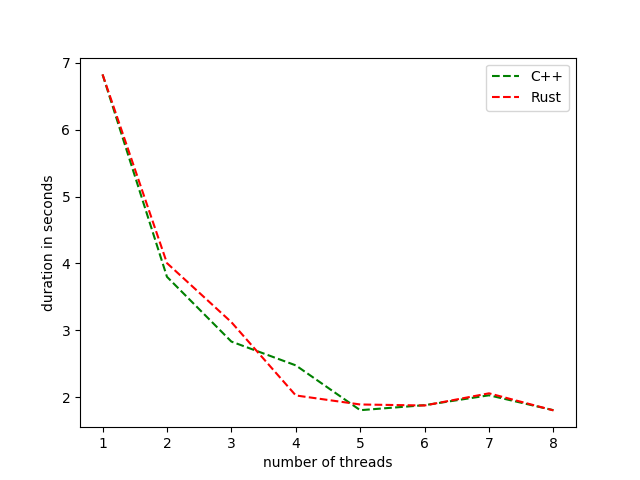 7
6
5
4
3
2
duration in seconds
C++
Rust
1 2 3 4 5 6 7 8
number of threads